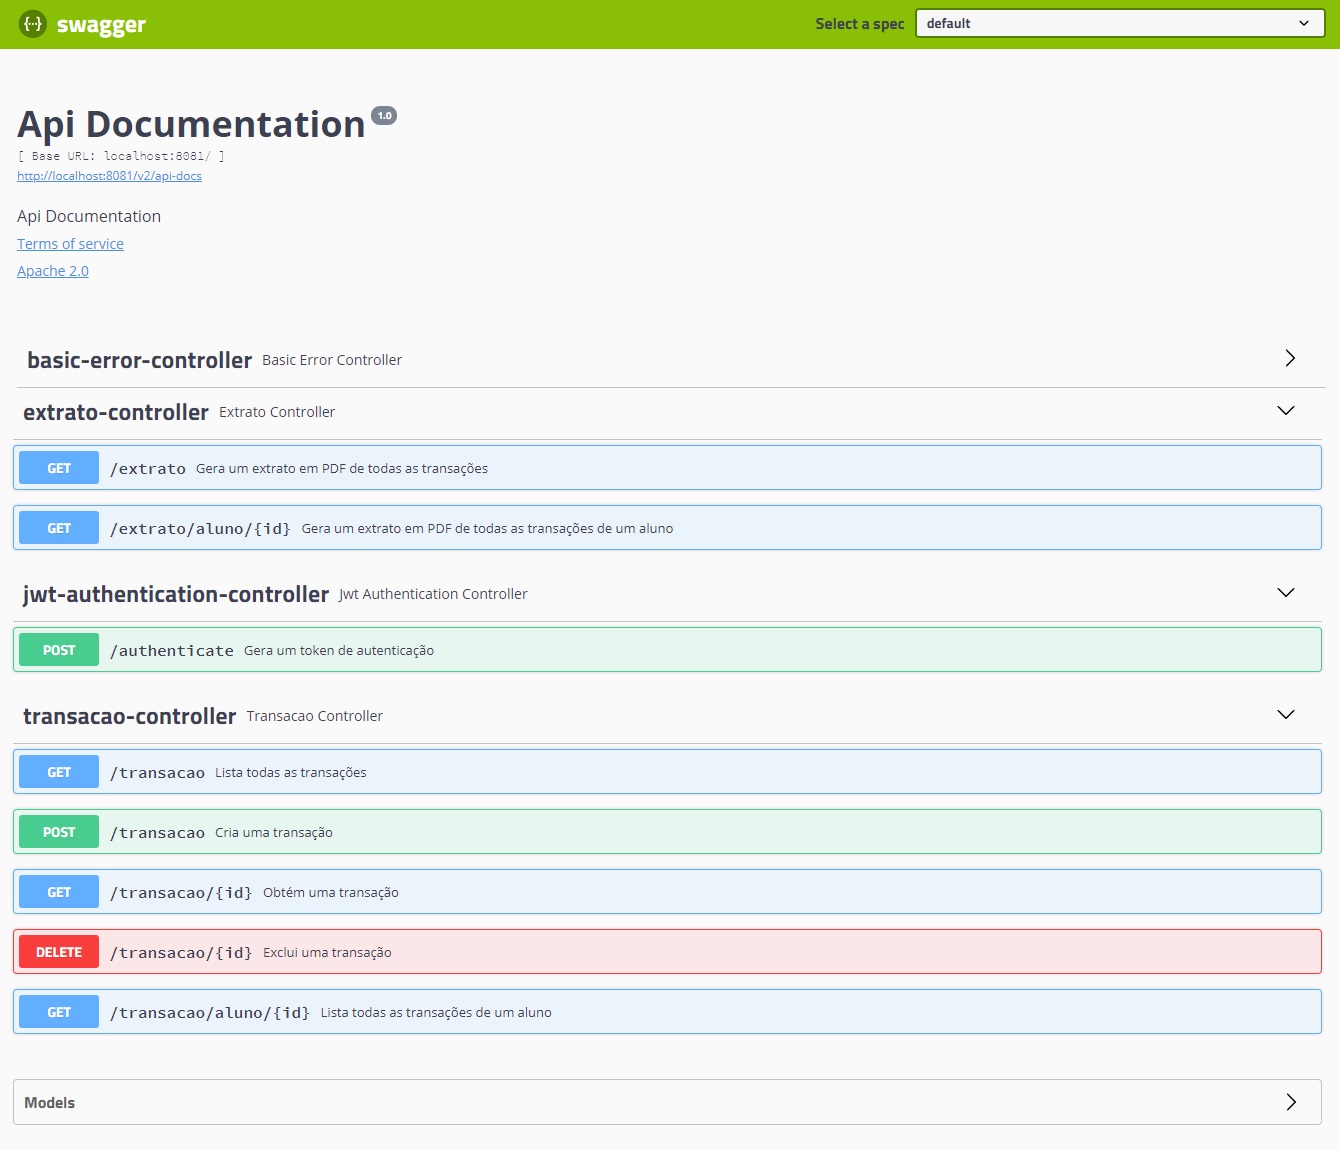 {···} swagger Select a spec default
Api Documentation 1.0
[ Base URL: localhost:8081/ ]
http://localhost:8081/v2/api-docs
Api Documentation
Terms of service
Apache 2.0
basic-error-controller Basic Error Controller
extrato-controller Extrato Controller
GET /extrato Gera um extrato em PDF de todas as transações
GET /extrato/aluno/{id} Gera um extrato em PDF de todas as transações de um aluno
jwt-authentication-controller Jwt Authentication Controller
POST /authenticate Gera um token de autenticação
transacao-controller Transacao Controller
GET /transacao Lista todas as transações
POST /transacao Cria uma transação
GET /transacao/{id} Obtém uma transação
DELETE /transacao/{id} Exclui uma transação
GET /transacao/aluno/{id} Lista todas as transações de um aluno
Models